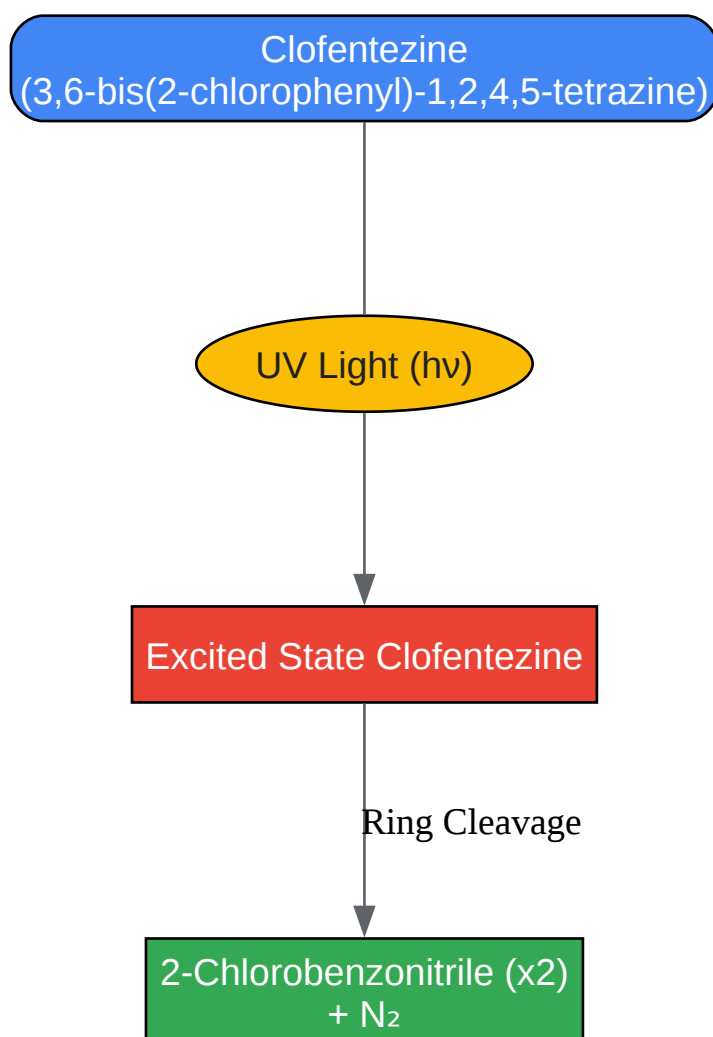 Clofentezine
(3,6-bis(2-chlorophenyl)-1,2,4,5-tetrazine)
UV Light (hν)
Excited State Clofentezine
Ring Cleavage
2-Chlorobenzonitrile (x2)
+ N₂